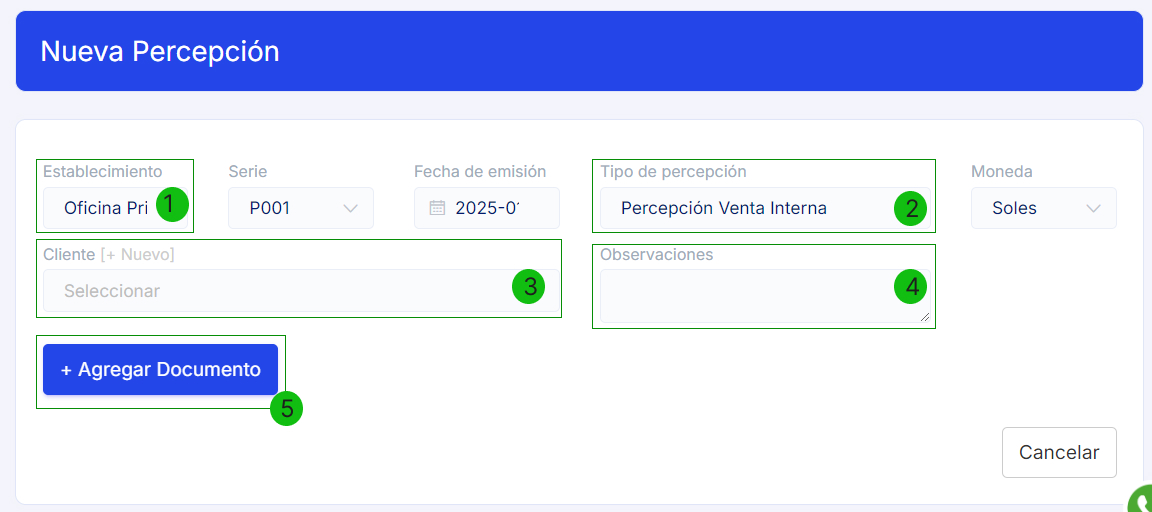 Nueva Percepción
Establecimiento Serie Fecha de emisión Tipo de percepción Moneda
Oficina Pri 1 P001 2025-0 Percepción Venta Interna 2 Soles
Cliente [+ Nuevo] Observaciones
Seleccionar 3 4
+ Agregar Documento
5
Cancelar